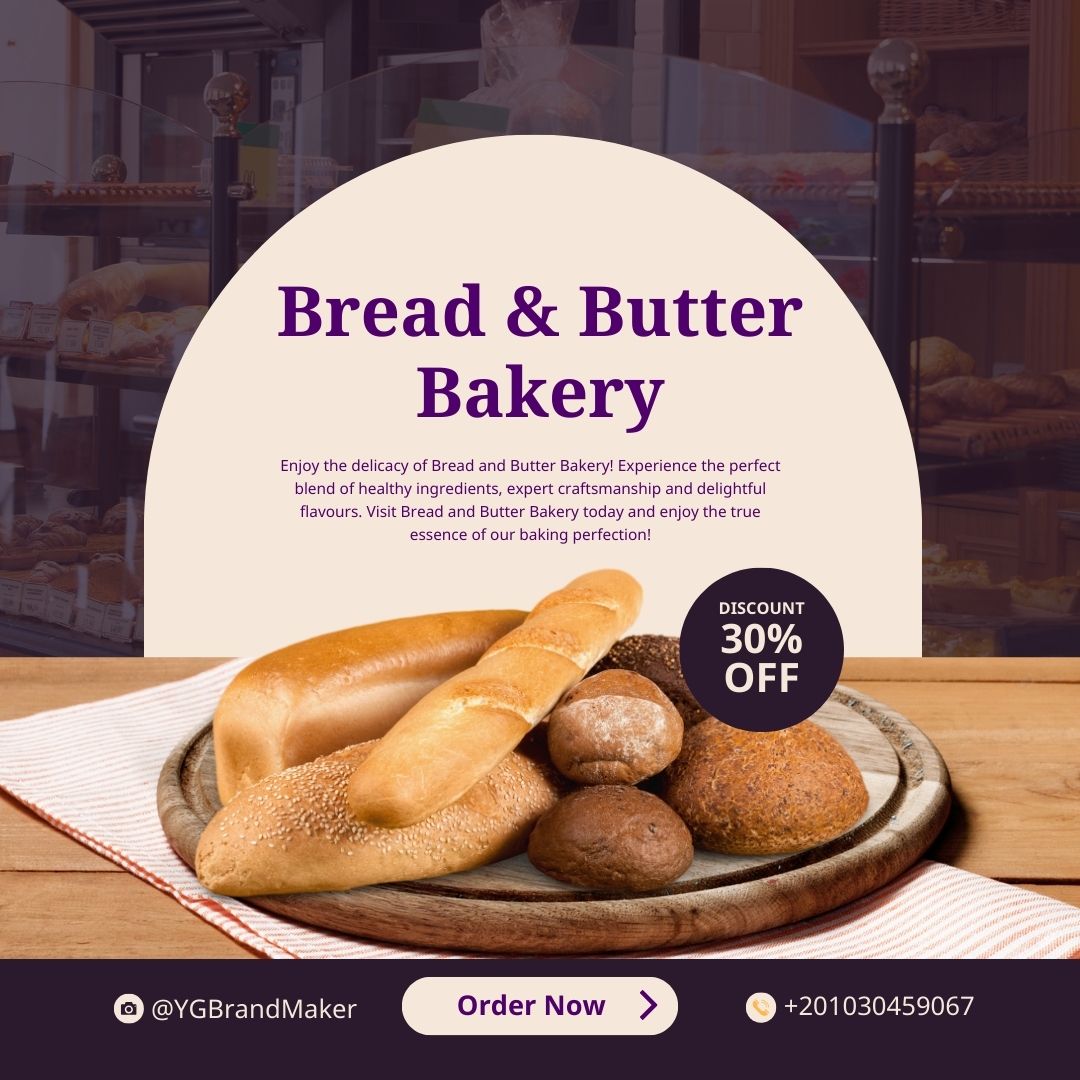 Bread & Butter
Bakery
Enjoy the delicacy of Bread and Butter Bakery! Experience the perfect
blend of healthy ingredients, expert craftsmanship and delightful
flavours. Visit Bread and Butter Bakery today and enjoy the true
essence of our baking perfection!
DISCOUNT
30%
OFF
@YGBrandMaker
Order Now
+201030459067